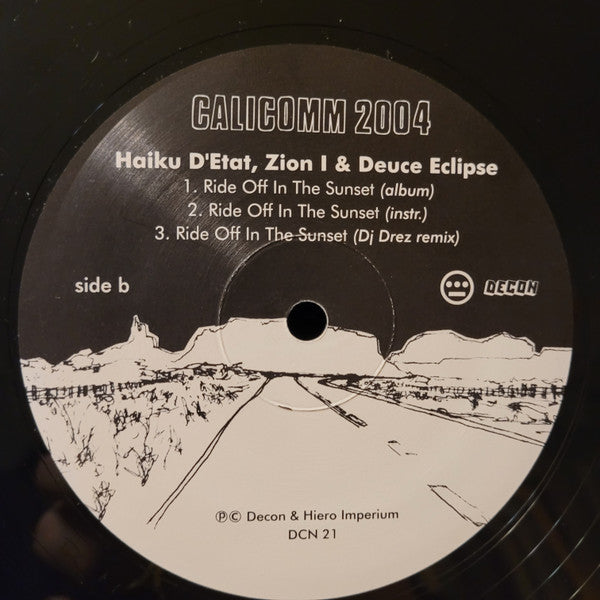 CALICOMM 2004
Haiku D'Etat, Zion I & Deuce Eclipse
1. Ride Off In The Sunset (album)
2. Ride Off In The Sunset (instr.)
3. Ride Off In The Sunset (Dj Drez remix)
side b
DECON
℗© Decon & Hiero Imperium
DCN 21